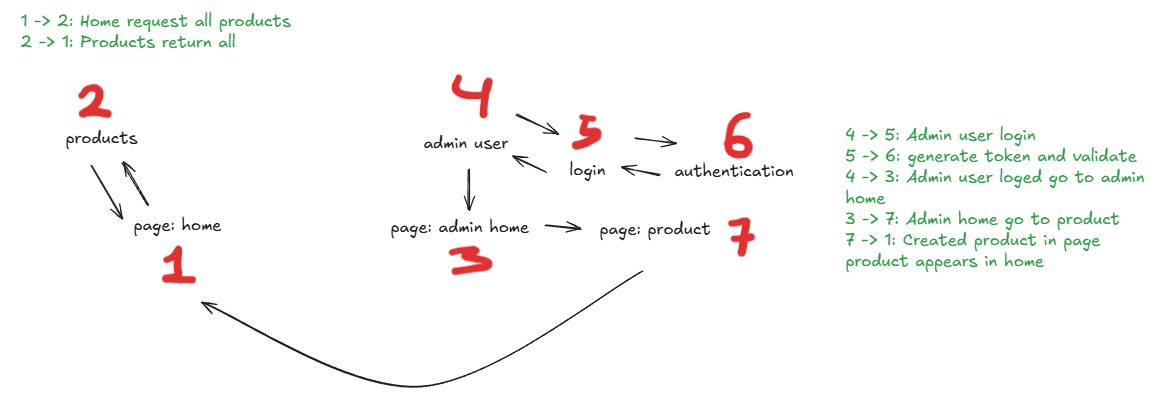 1 -> 2: Home request all products
2 -> 1: Products return all
2
products
page: home
1
4
admin user
5
login
6
authentication
page: admin home
3
page: product
7
4 -> 5: Admin user login
5 -> 6: generate token and validate
4 -> 3: Admin user loged go to admin
home
3 -> 7: Admin home go to product
7 -> 1: Created product in page
product appears in home